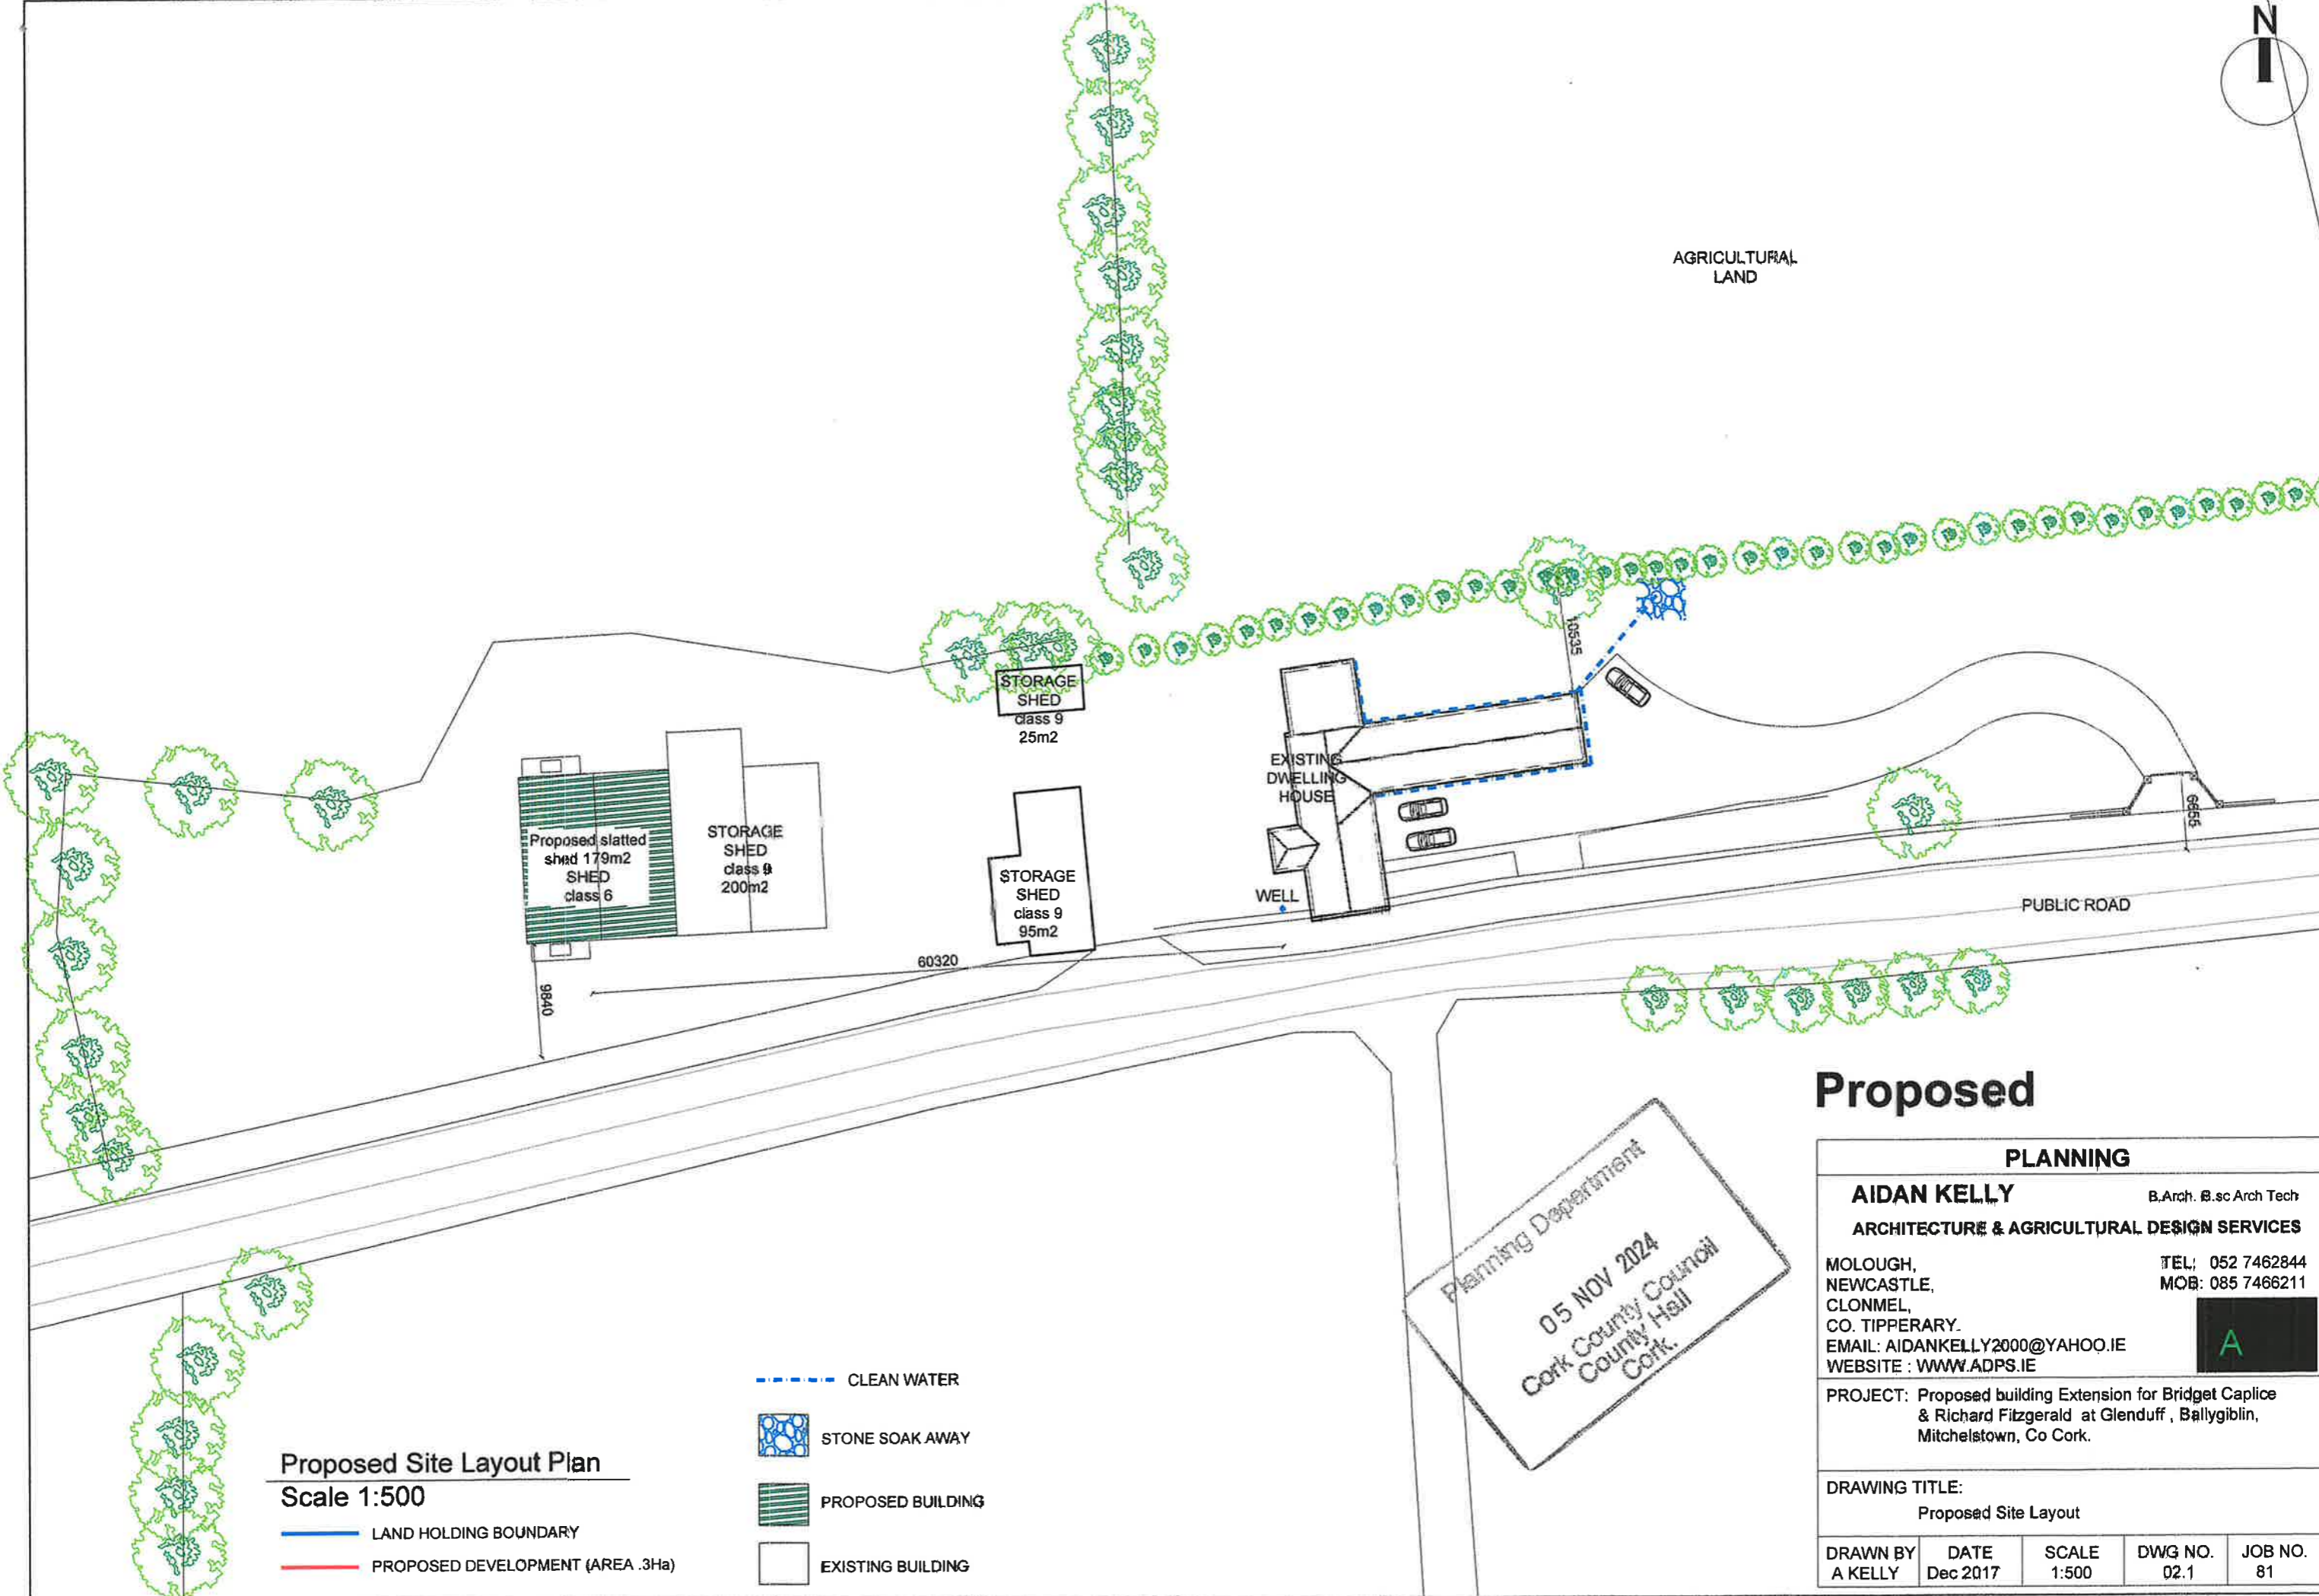 N
AGRICULTURAL
LAND
10535
STORAGE
SHED
class 9
25m2
EXISTING
DWELLING
HOUSE
6655
Proposed slatted
shed 179m2
SHED
class 6
STORAGE
SHED
class 9
200m2
STORAGE
SHED
class 9
95m2
WELL
PUBLIC ROAD
60320
9840
Proposed
Planning Department
05 NOV 2024
Cork County Council
County Hall
Cork.
PLANNING
AIDAN KELLY B.Arch. B.sc Arch Tech
ARCHITECTURE & AGRICULTURAL DESIGN SERVICES
MOLOUGH, TEL: 052 7462844
NEWCASTLE, MOB: 085 7466211
CLONMEL,
CO. TIPPERARY.
EMAIL: AIDANKELLY2000@YAHOO.IE
WEBSITE : WWW.ADPS.IE
A
PROJECT: Proposed building Extension for Bridget Caplice
& Richard Fitzgerald at Glenduff , Ballygiblin,
Mitchelstown, Co Cork.
DRAWING TITLE:
Proposed Site Layout
DRAWN BY DATE SCALE DWG NO. JOB NO.
A KELLY Dec 2017 1:500 02.1 81
Proposed Site Layout Plan
Scale 1:500
LAND HOLDING BOUNDARY
PROPOSED DEVELOPMENT (AREA .3Ha)
CLEAN WATER
STONE SOAK AWAY
PROPOSED BUILDING
EXISTING BUILDING